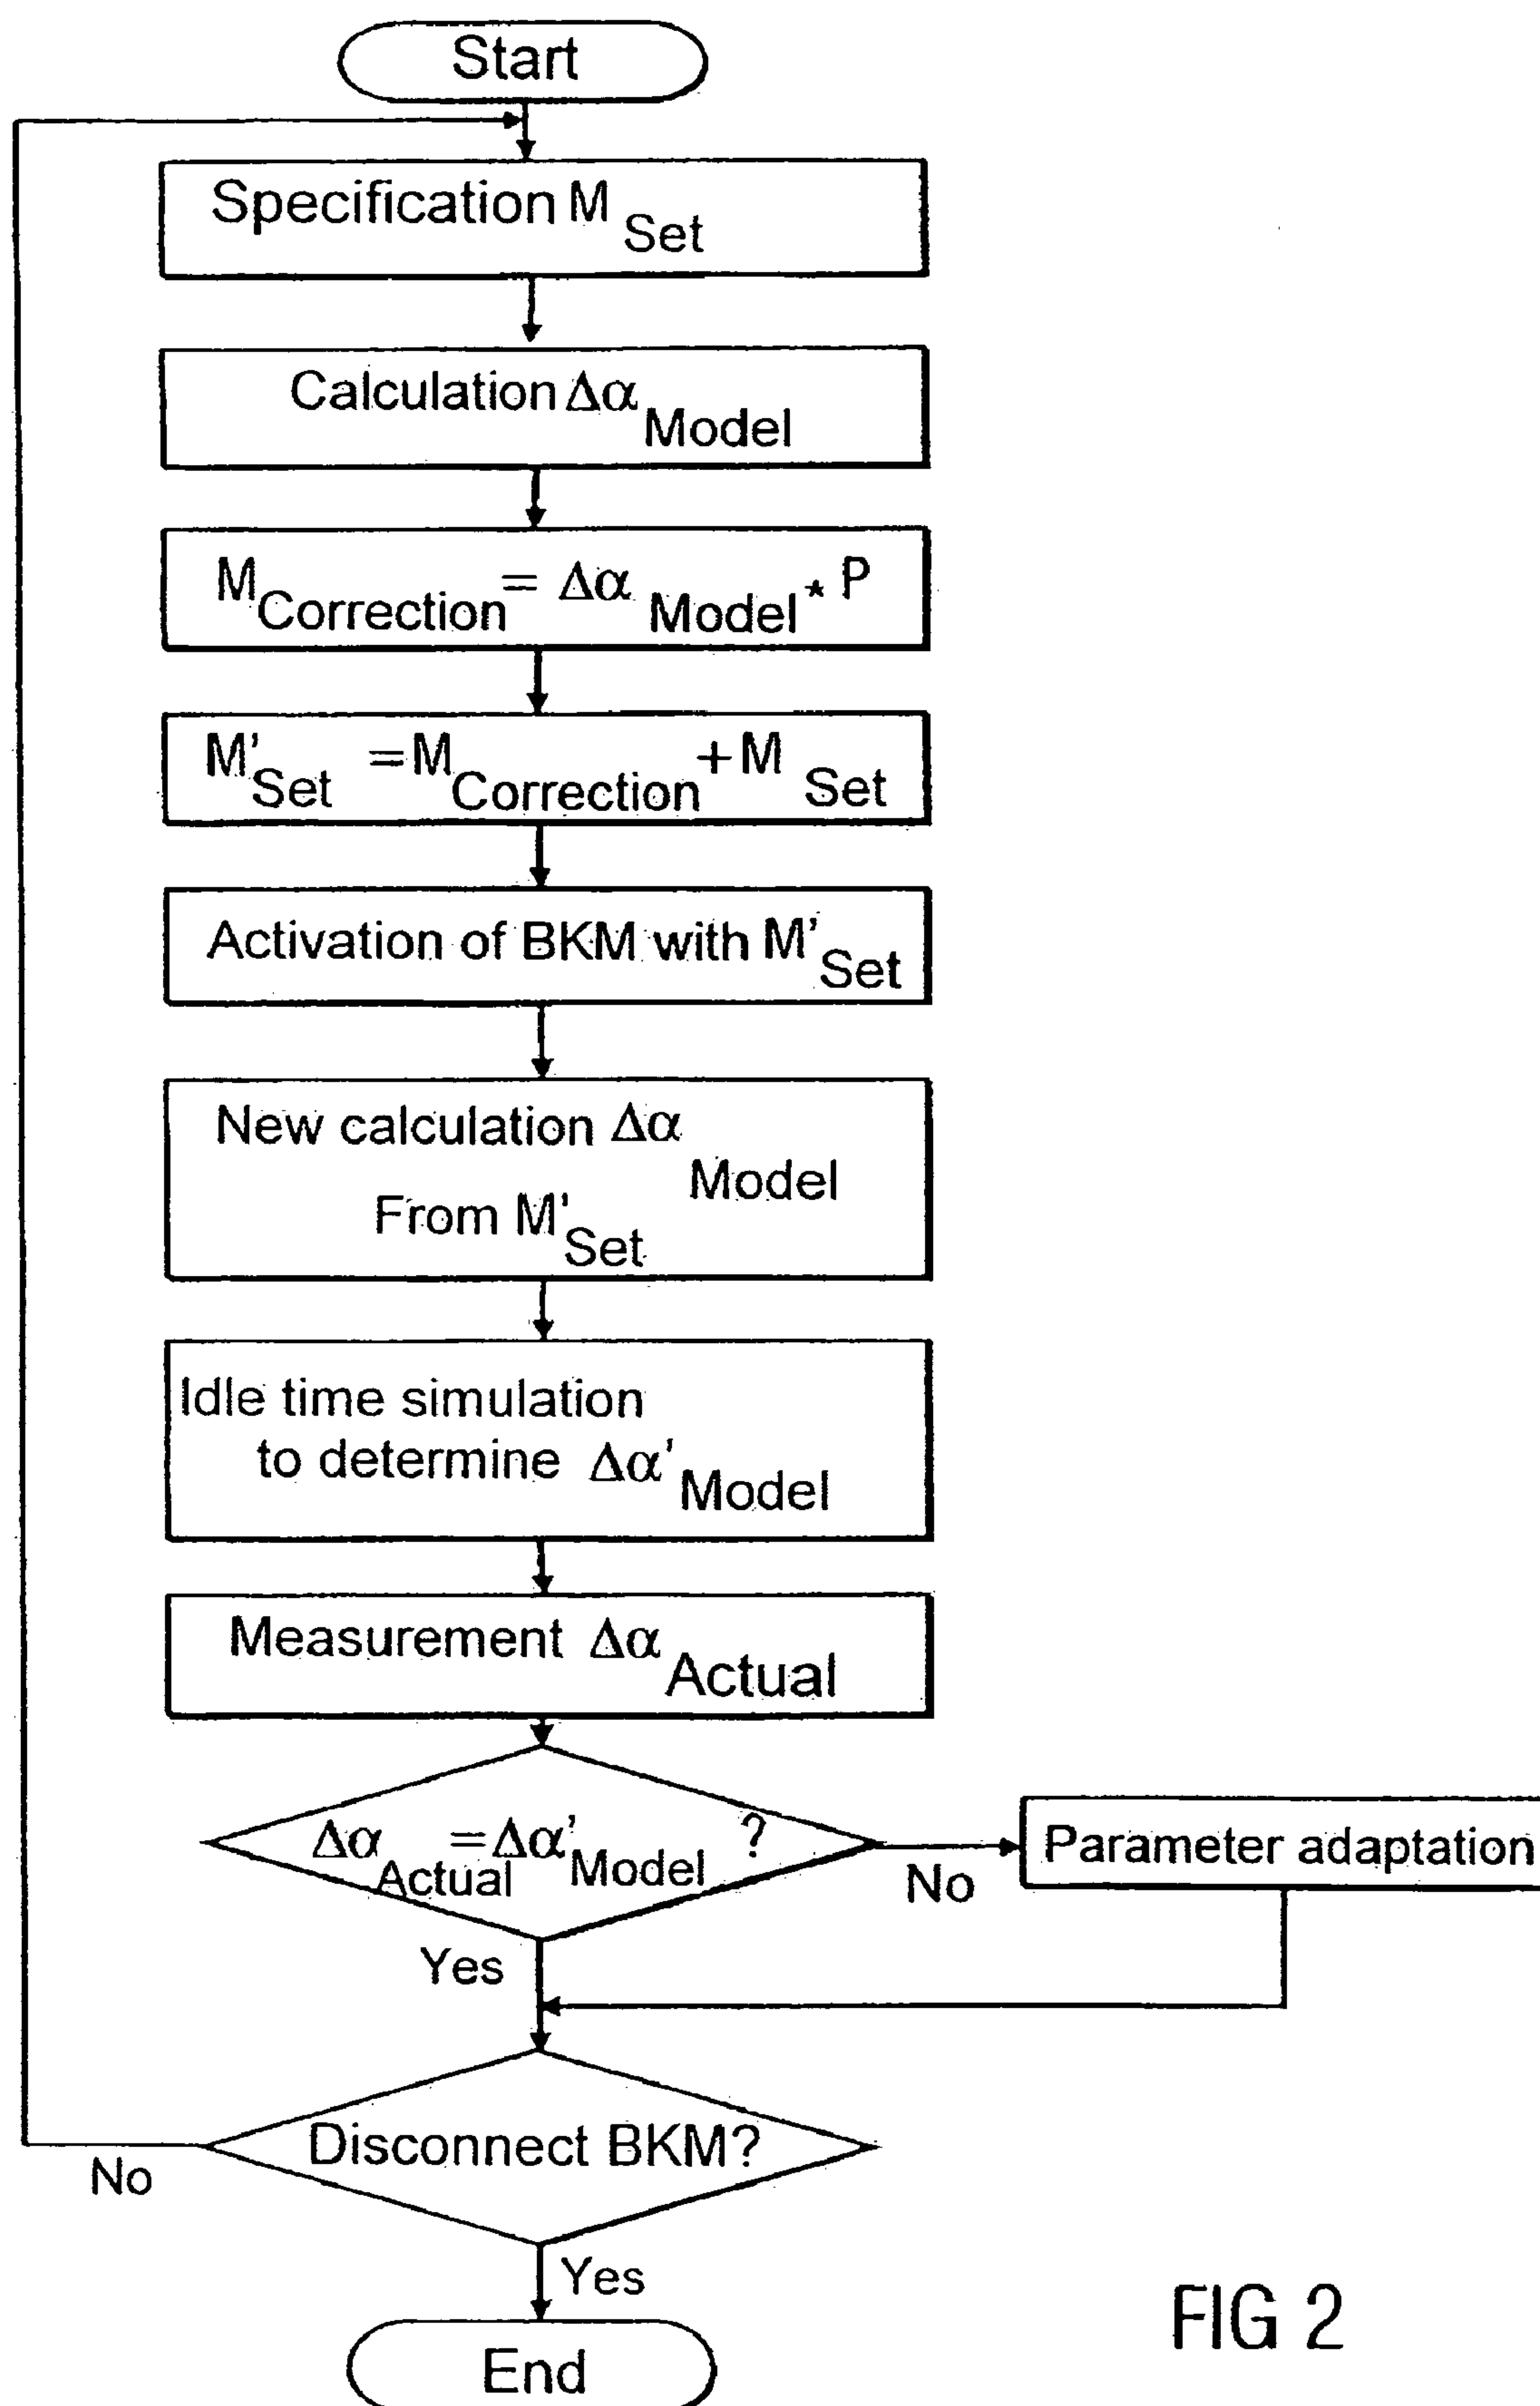 Start
Specification M Set
Calculation Δα Model
M Correction = Δα Model * P
M' Set = M Correction + M Set
Activation of BKM with M' Set
New calculation Δα Model
From M' Set
Idle time simulation
to determine Δα' Model
Measurement Δα Actual
Δα Actual = Δα' Model ?
No
Parameter adaptation
Yes
Disconnect BKM?
No
Yes
End
FIG 2